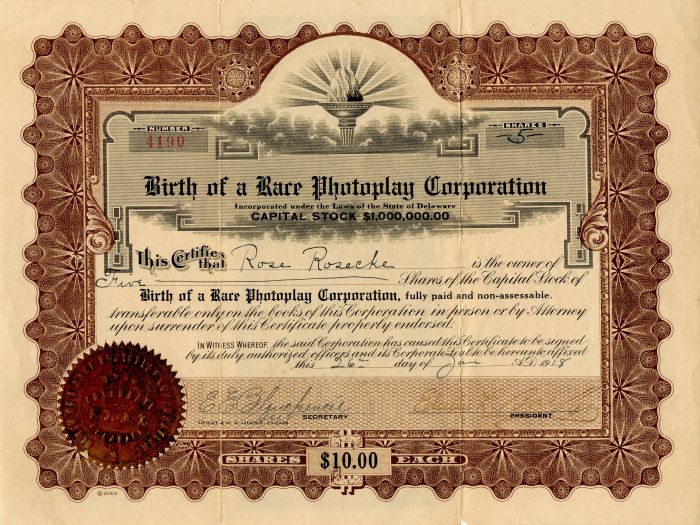 NUMBER
4190
SHARES
5
Birth of a Race Photoplay Corporation
Incorporated under the Laws of the State of Delaware
CAPITAL STOCK $1,000,000.00
This Certifies that Rose Rosecke is the owner of
Five Shares of the Capital Stock of
Birth of a Race Photoplay Corporation, fully paid and non-assessable.
transferable only on the books of this Corporation in person or by Attorney
upon surrender of this Certificate properly endorsed.
IN WITNESS WHEREOF, the said Corporation has caused this Certificate to be signed
by its duly authorized officers and its Corporate Seal to be hereunto affixed
this 26th day of Jan A.D. 1918
SECRETARY
PRESIDENT
SHARES $10.00 EACH
© GOES